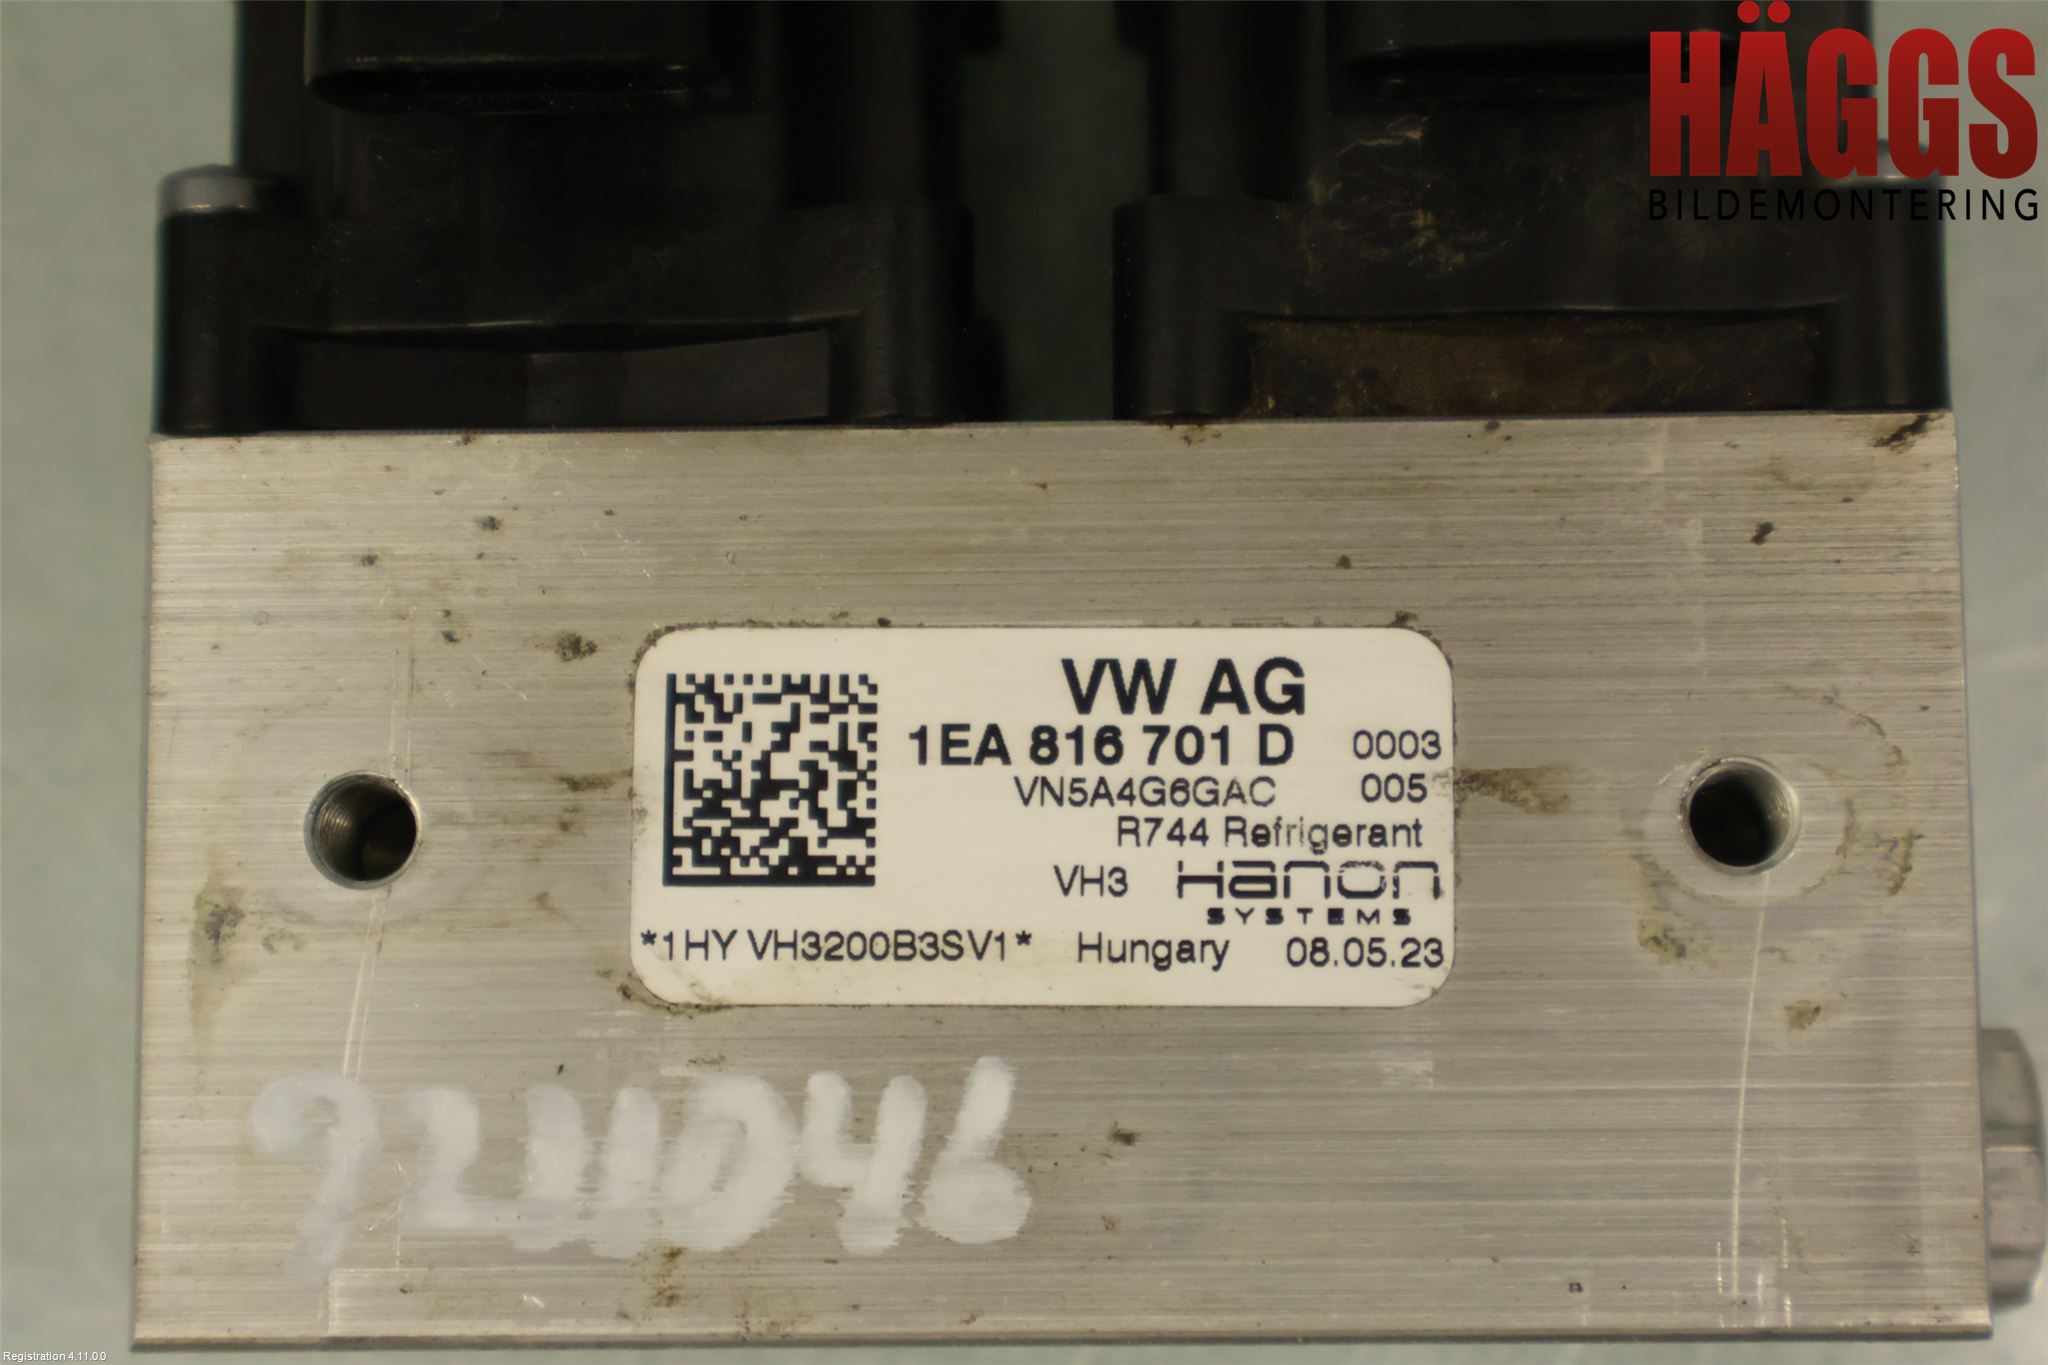 HÄGGS
BILDEMONTERING
VW AG
1EA 816 701 D 0003
VN5A4G6GAC 005
R744 Refrigerant
VH3 Hanon
SYSTEMS
*1HY VH3200B3SV1* Hungary 08.05.23
Registration 4.11.0.0